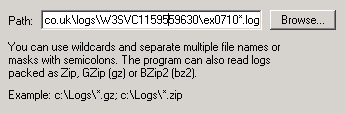 Path: co.uk\logs\W3SVC1159559630\ex0710*.log Browse...
You can use wildcards and separate multiple file names or
masks with semicolons. The program can also read logs
packed as Zip, GZip (gz) or BZip2 (bz2).
Example: c:\Logs\*.gz; c:\Logs\*.zip